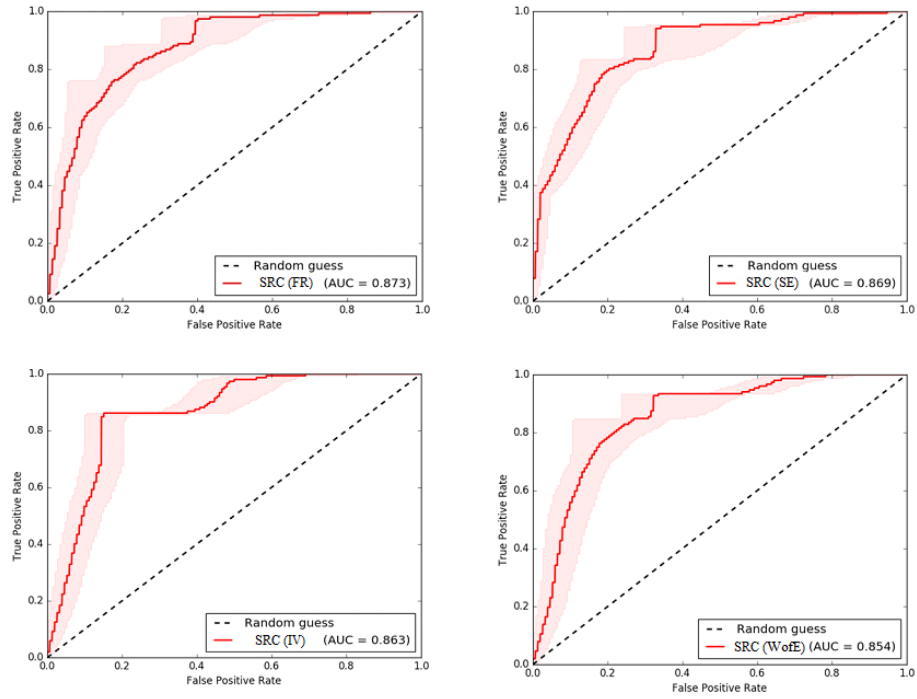 1.0
0.8
0.6
0.4
0.2
0.0
True Positive Rate
0.0 0.2 0.4 0.6 0.8 1.0
False Positive Rate
Random guess
SRC (FR) (AUC = 0.873)
1.0
0.8
0.6
0.4
0.2
0.0
True Positive Rate
0.0 0.2 0.4 0.6 0.8 1.0
False Positive Rate
Random guess
SRC (SE) (AUC = 0.869)
1.0
0.8
0.6
0.4
0.2
0.0
True Positive Rate
0.0 0.2 0.4 0.6 0.8 1.0
False Positive Rate
Random guess
SRC (IV) (AUC = 0.863)
1.0
0.8
0.6
0.4
0.2
0.0
True Positive Rate
0.0 0.2 0.4 0.6 0.8 1.0
False Positive Rate
Random guess
SRC (WofE) (AUC = 0.854)